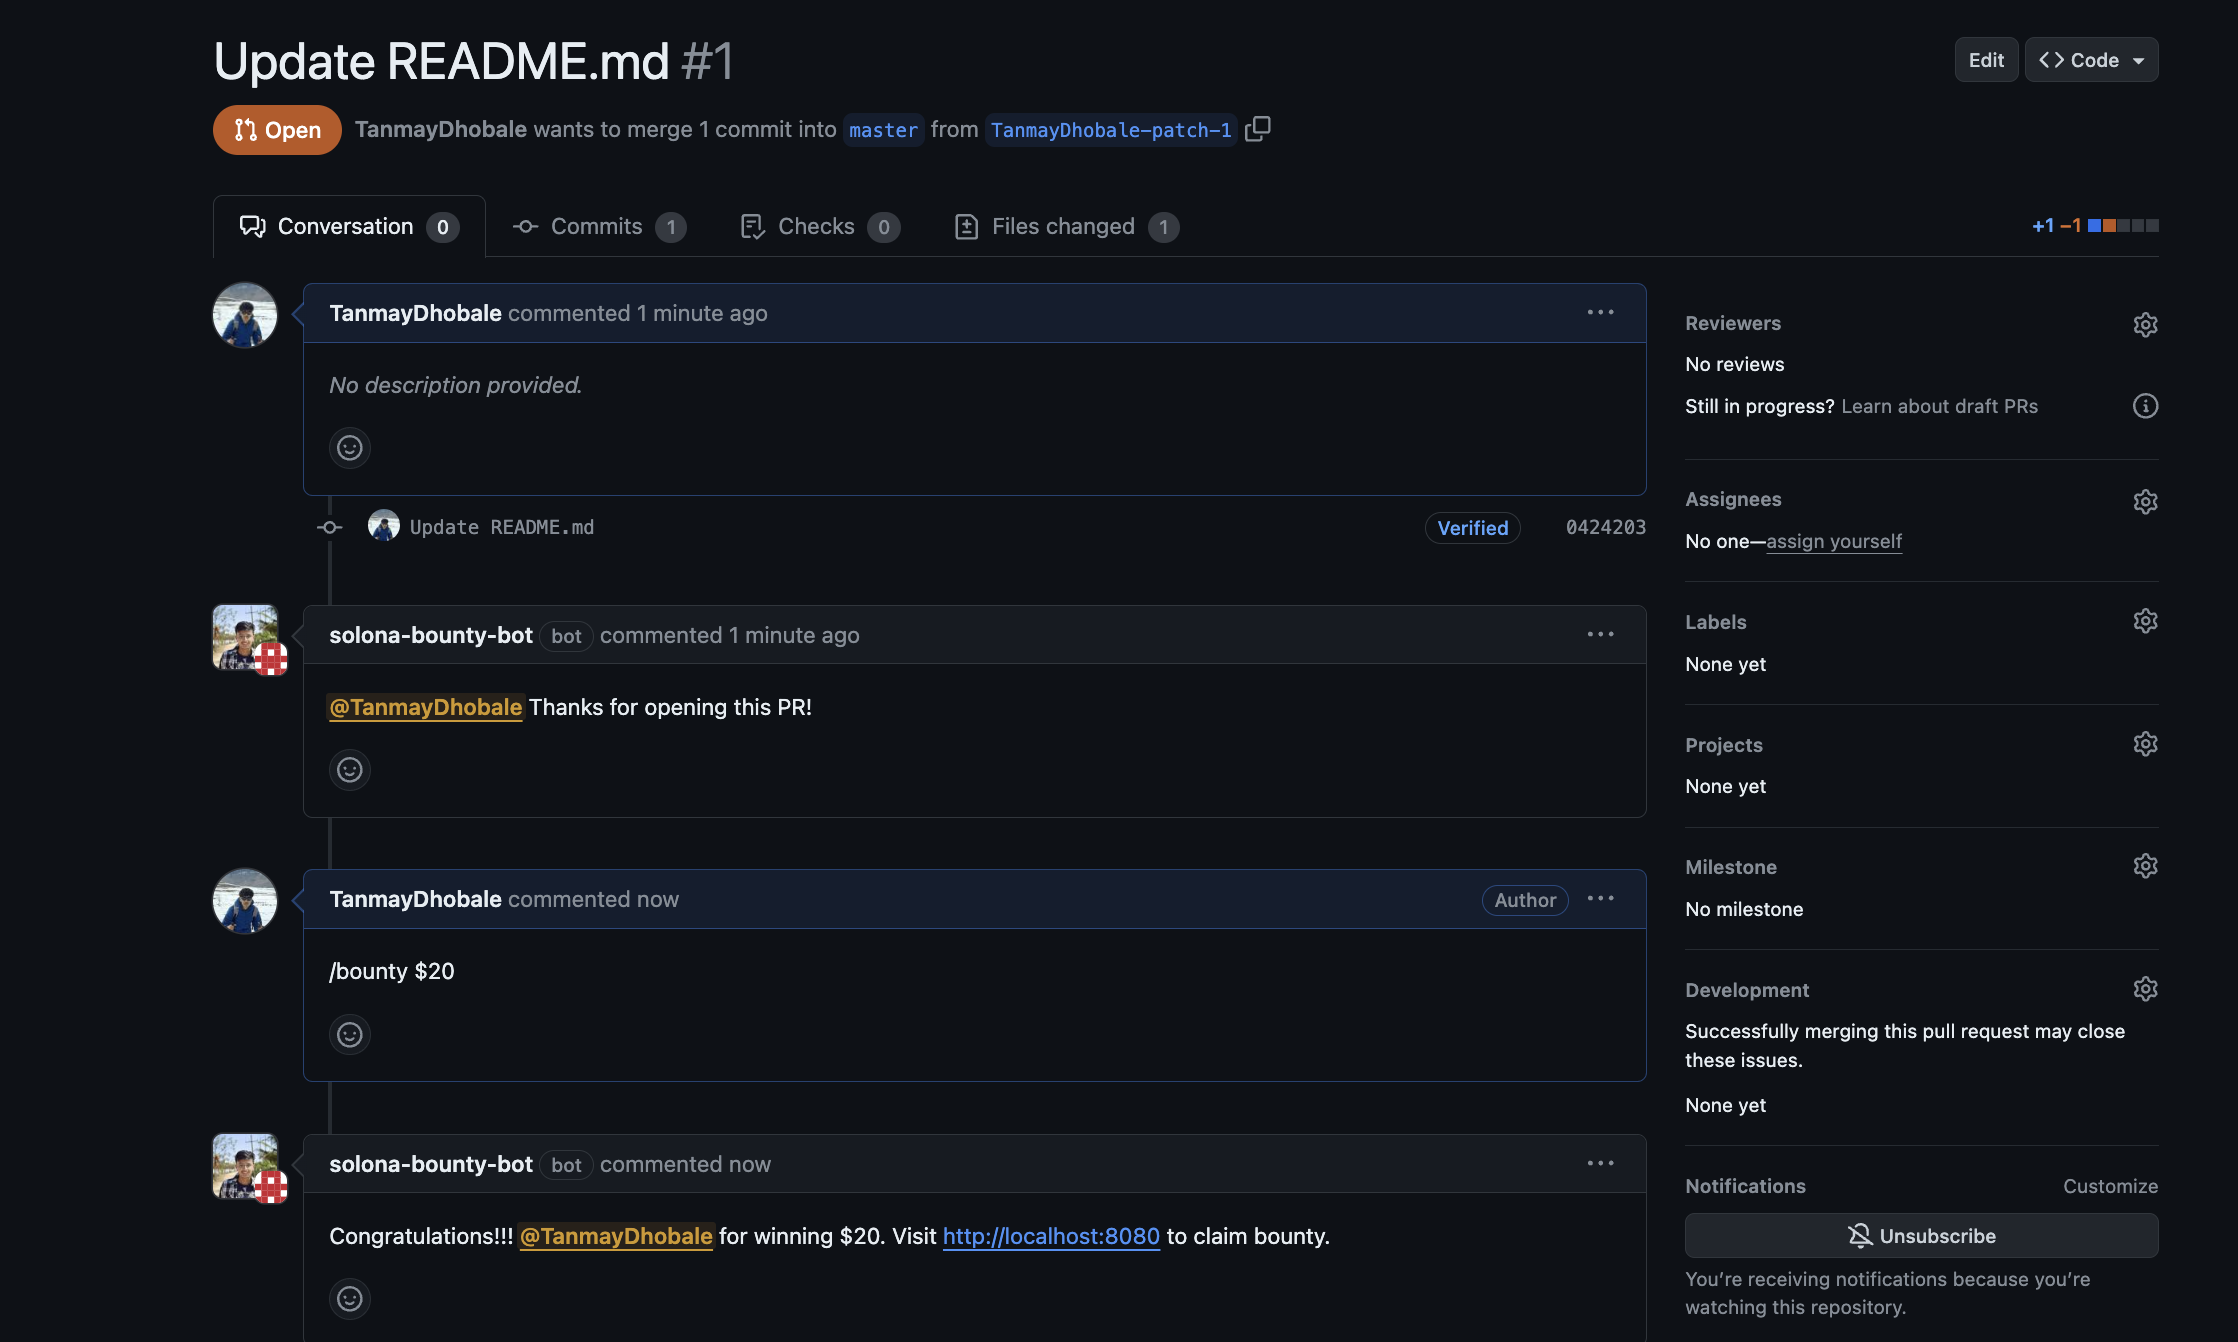 Update README.md #1
Edit
Code
Open
TanmayDhobale wants to merge 1 commit into master from TanmayDhobale-patch-1
Conversation 0
Commits 1
Checks 0
Files changed 1
+1 −1
TanmayDhobale commented 1 minute ago
No description provided.
Update README.md
Verified
0424203
solona-bounty-bot bot commented 1 minute ago
@TanmayDhobale Thanks for opening this PR!
TanmayDhobale commented now
Author
/bounty $20
solona-bounty-bot bot commented now
Congratulations!!! @TanmayDhobale for winning $20. Visit http://localhost:8080 to claim bounty.
Reviewers
No reviews
Still in progress? Learn about draft PRs
Assignees
No one—assign yourself
Labels
None yet
Projects
None yet
Milestone
No milestone
Development
Successfully merging this pull request may close
these issues.
None yet
Notifications
Customize
Unsubscribe
You’re receiving notifications because you’re
watching this repository.